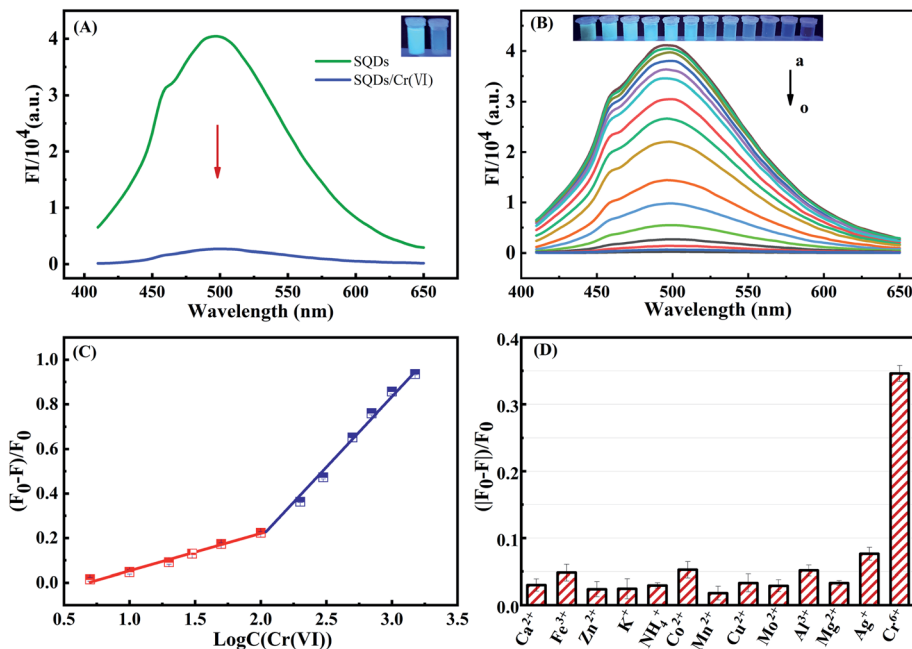 (A)
SQDs
SQDs/Cr(VI)
FI/10⁴(a.u.)
4
3
2
1
0
400 450 500 550 600 650
Wavelength (nm)
(B)
a
o
FI/10⁴ (a.u.)
4
3
2
1
0
400 450 500 550 600 650
Wavelength (nm)
(C)
(F₀-F)/F₀
1.0
0.8
0.6
0.4
0.2
0.0
0.5 1.0 1.5 2.0 2.5 3.0 3.5
LogC(Cr(VI))
(D)
(|F₀-F|)/F₀
0.4
0.3
0.2
0.1
0.0
Ca²⁺ Fe³⁺ Zn²⁺ K⁺ NH₄⁺ Co²⁺ Mn²⁺ Cu²⁺ Mo²⁺ Al³⁺ Mg²⁺ Ag⁺ Cr⁶⁺